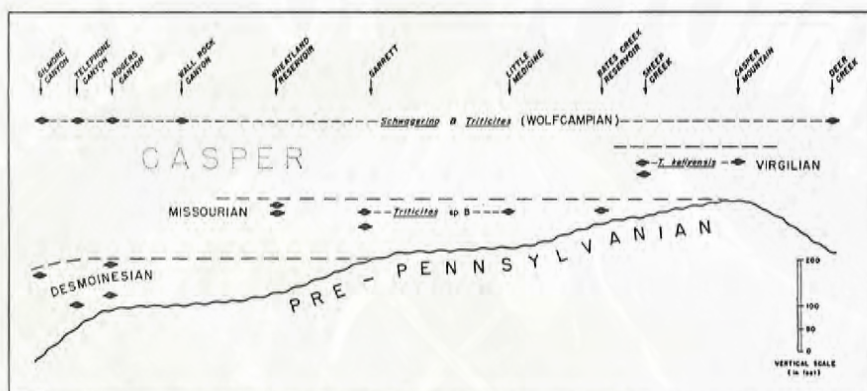 GILMORE CANYON
TELEPHONE CANYON
ROGERS CANYON
WALL ROCK CANYON
WHEATLAND RESERVOIR
GARRETT
LITTLE MEDICINE
BATES CREEK RESERVOIR
SHEEP CREEK
CASPER MOUNTAIN
DEER CREEK
Schwagerina & Triticites (WOLFCAMPIAN)
CASPER
T. kellyensis VIRGILIAN
MISSOURIAN Triticites sp B
DESMOINESIAN
PRE-PENNSYLVANIAN
200
100
50
0
VERTICAL SCALE
(in feet)